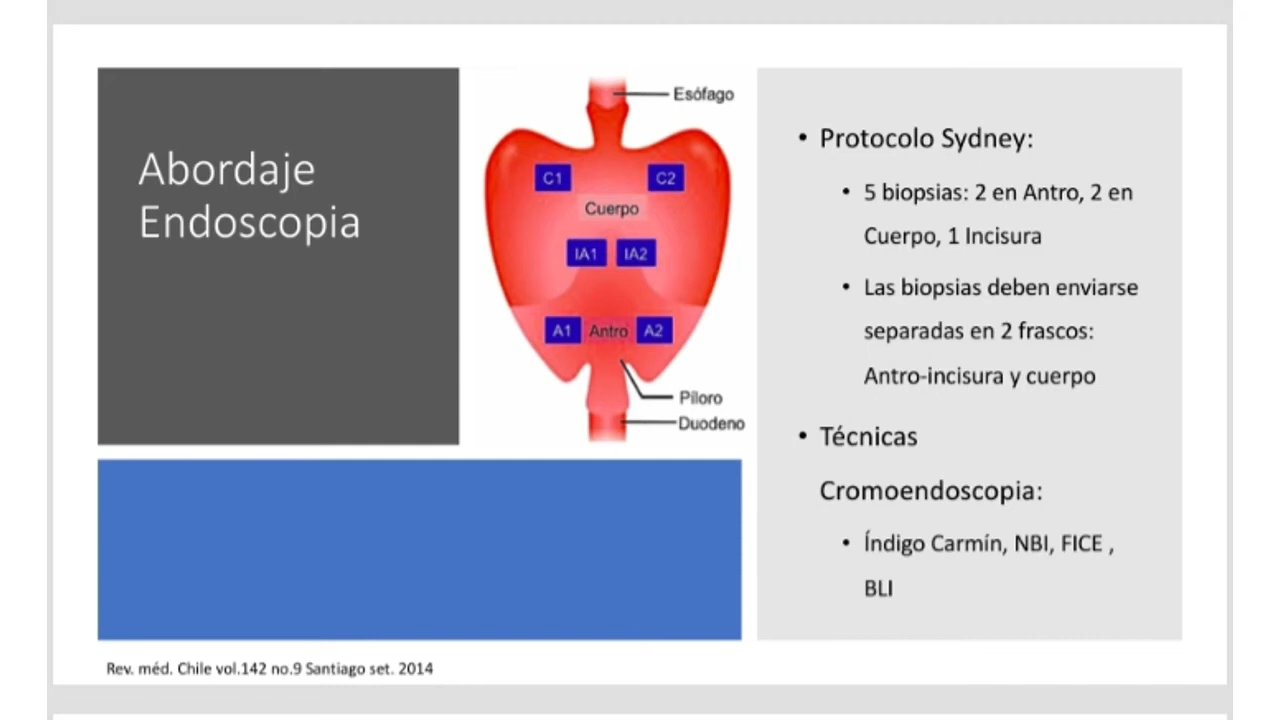 Abordaje
Endoscopia
Esófago
C1
C2
Cuerpo
IA1
IA2
A1
Antro
A2
Píloro
Duodeno
• Protocolo Sydney:
• 5 biopsias: 2 en Antro, 2 en
Cuerpo, 1 Incisura
• Las biopsias deben enviarse
separadas en 2 frascos:
Antro-incisura y cuerpo
• Técnicas
Cromoendoscopia:
• Índigo Carmín, NBI, FICE ,
BLI
Rev. méd. Chile vol.142 no.9 Santiago set. 2014